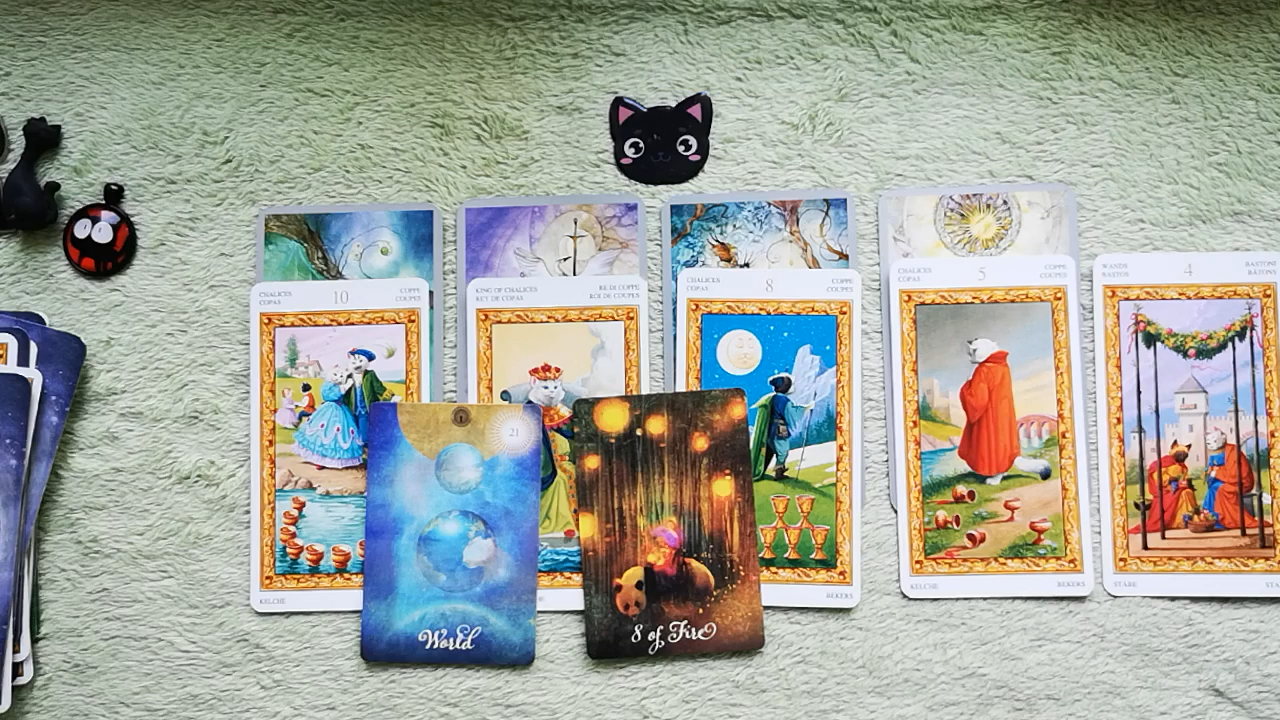 CHALICES
COPAS
10
COPPE
COUPES
KELCHE
KING OF CHALICES
REY DE COPAS
RE DI COPPE
ROI DE COUPES
CHALICES
COPAS
8
COPPE
COUPES
BEKERS
CHALICES
COPAS
5
COPPE
COUPES
KELCHE
BEKERS
WANDS
BASTOS
4
BASTONI
BÂTONS
STÄBE
STA
21
World
8 of Fire